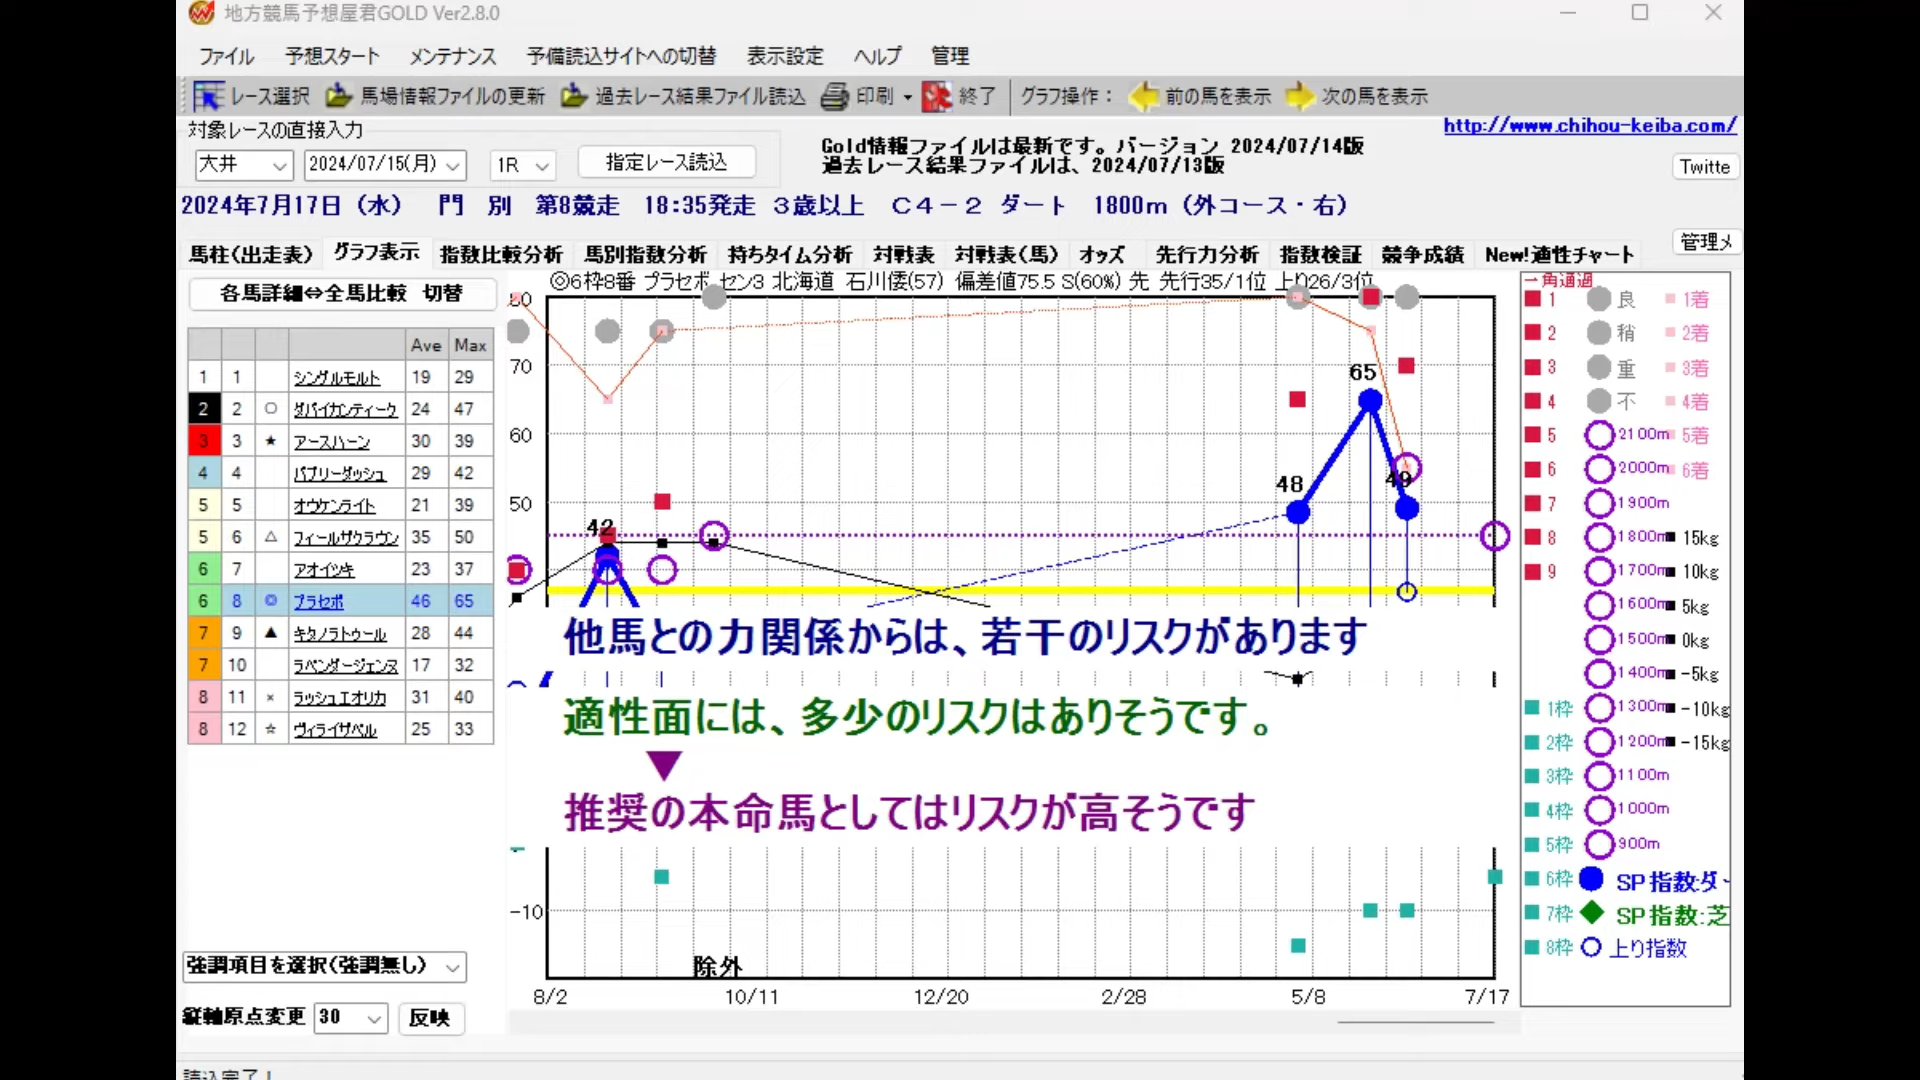 地方競馬予想屋君GOLD Ver2.8.0
ファイル 予想スタート メンテナンス 予備読込サイトへの切替 表示設定 ヘルプ 管理
レース選択 馬場情報ファイルの更新 過去レース結果ファイル読込 印刷 終了 グラフ操作： 前の馬を表示 次の馬を表示
対象レースの直接入力
http://www.chihou-keiba.com/
大井 2024/07/15(月) 1R 指定レース読込
Gold情報ファイルは最新です。バージョン 2024/07/14版
過去レース結果ファイルは、2024/07/13版
Twitte
2024年7月17日（水） 門 別 第8競走 18:35発走 3歳以上 C4－2 ダート 1800m（外コース・右）
管理メ
馬柱(出走表) グラフ表示 指数比較分析 馬別指数分析 持ちタイム分析 対戦表 対戦表(馬) オッズ 先行力分析 指数検証 競争成績 New!適性チャート
各馬詳細⇔全馬比較 切替
◎6枠8番 プラセボ セン3 北海道 石川倭(57) 偏差値75.5 S(60%) 先 先行35/1位 上り26/3位
Ave Max
1 1 シングルモルト 19 29
2 2 ○ ダバイカンティーク 24 47
3 3 ★ アースハーン 30 39
4 4 バブリーダッシュ 29 42
5 5 オウケンライト 21 39
5 6 △ フィールザクラウン 35 50
6 7 アオイツキ 23 37
6 8 ◎ プラセボ 46 65
7 9 ▲ キタノラトゥール 28 44
7 10 ラベンダージェンヌ 17 32
8 11 × ラッシュエオリカ 31 40
8 12 ☆ ヴィライザベル 25 33
80
70
60
50
-10
42
48
65
49
他馬との力関係からは、若干のリスクがあります
適性面には、多少のリスクはありそうです。
▼
推奨の本命馬としてはリスクが高そうです
除外
8/2 10/11 12/20 2/28 5/8 7/17
一角通過
1 良 1着
2 稍 2着
3 重 3着
4 不 4着
5 2100m 5着
6 2000m 6着
7 1900m
8 1800m 15kg
9 1700m 10kg
1600m 5kg
1500m 0kg
1400m -5kg
1枠 1300m -10kg
2枠 1200m -15kg
3枠 1100m
4枠 1000m
5枠 900m
6枠 SP指数:ダ
7枠 SP指数:芝
8枠 上り指数
強調項目を選択(強調無し)
縦軸原点変更 30 反映
読込完了！